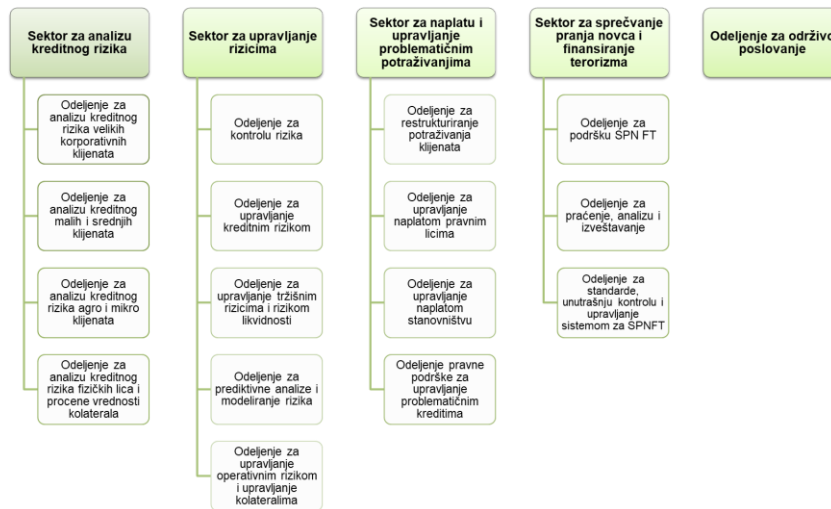 Sektor za analizu
kreditnog rizika
Odeljenje za
analizu kreditnog
rizika velikih
korporativnih
klijenata
Odeljenje za
analizu kreditnog
malih i srednjih
klijenata
Odeljenje za
analizu kreditnog
rizika agro i mikro
klijenata
Odeljenje za
analizu kreditnog
rizika fizičkih lica i
procene vrednosti
kolaterala
Sektor za upravljanje
rizicima
Odeljenje za
kontrolu rizika
Odeljenje za
upravljanje
kreditnim rizikom
Odeljenje za
upravljanje tržišnim
rizicima i rizikom
likvidnosti
Odeljenje za
prediktivne analize i
modeliranje rizika
Odeljenje za
upravljanje
operativnim rizikom
i upravljanje
kolateralima
Sektor za naplatu i
upravljanje
problematičnim
potraživanjima
Odeljenje za
restrukturiranje
potraživanja
klijenata
Odeljenje za
upravljanje
naplatom pravnim
licima
Odeljenje za
upravljanje
naplatom
stanovništvu
Odeljenje pravne
podrške za
upravljanje
problematičnim
kreditima
Sektor za sprečvanje
pranja novca i
finansiranje
terorizma
Odeljenje za
podršku SPN FT
Odeljenje za
praćenje, analizu i
izveštavanje
Odeljenje za
standarde,
unutrašnju kontrolu i
upravljanje
sistemom za SPNFT
Odeljenje za održivo
poslovanje